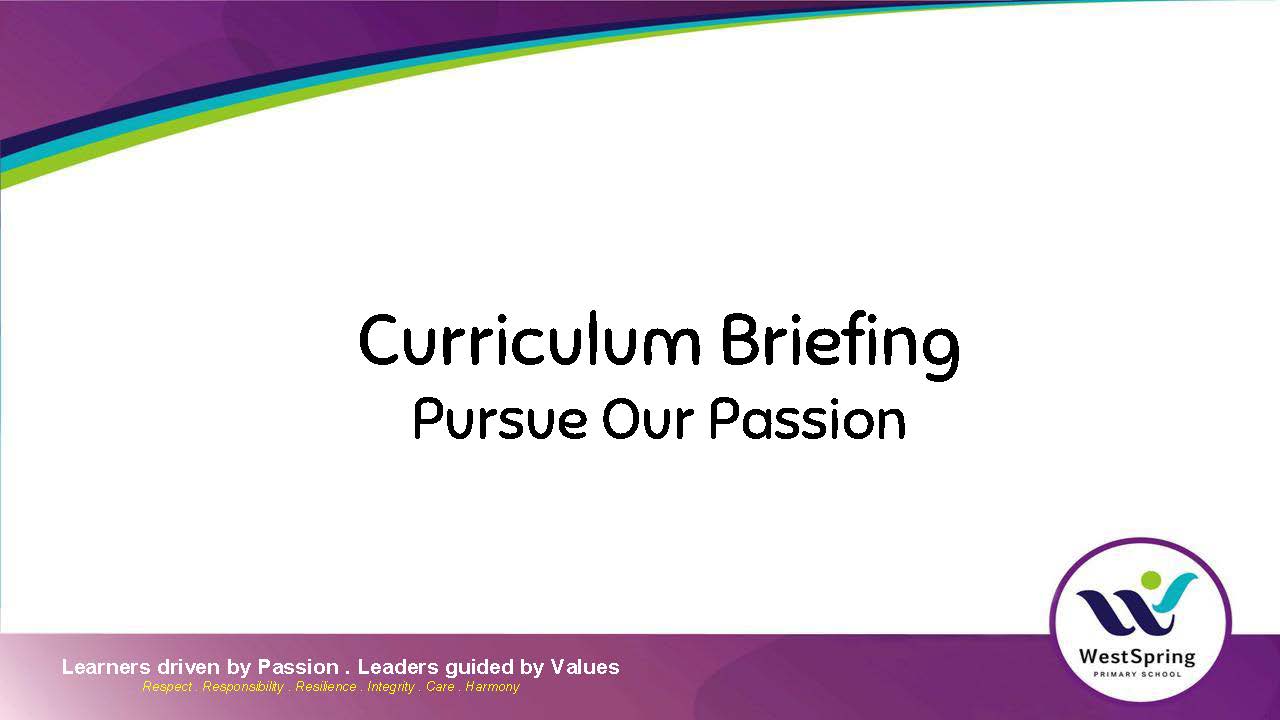 Curriculum Briefing
Pursue Our Passion
Learners driven by Passion . Leaders guided by Values
Respect . Responsibility . Resilience . Integrity . Care . Harmony
WestSpring
PRIMARY SCHOOL